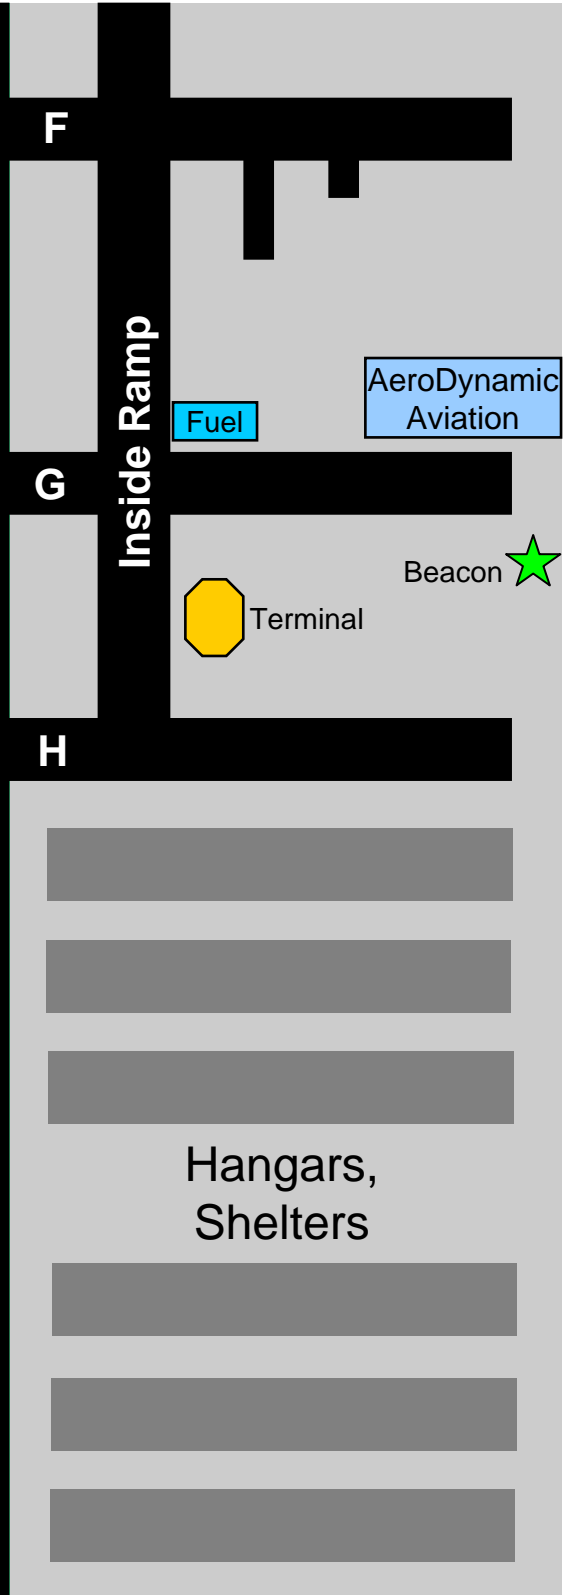 F
Inside Ramp
AeroDynamic
Aviation
Fuel
G
Beacon
Terminal
H
Hangars,
Shelters